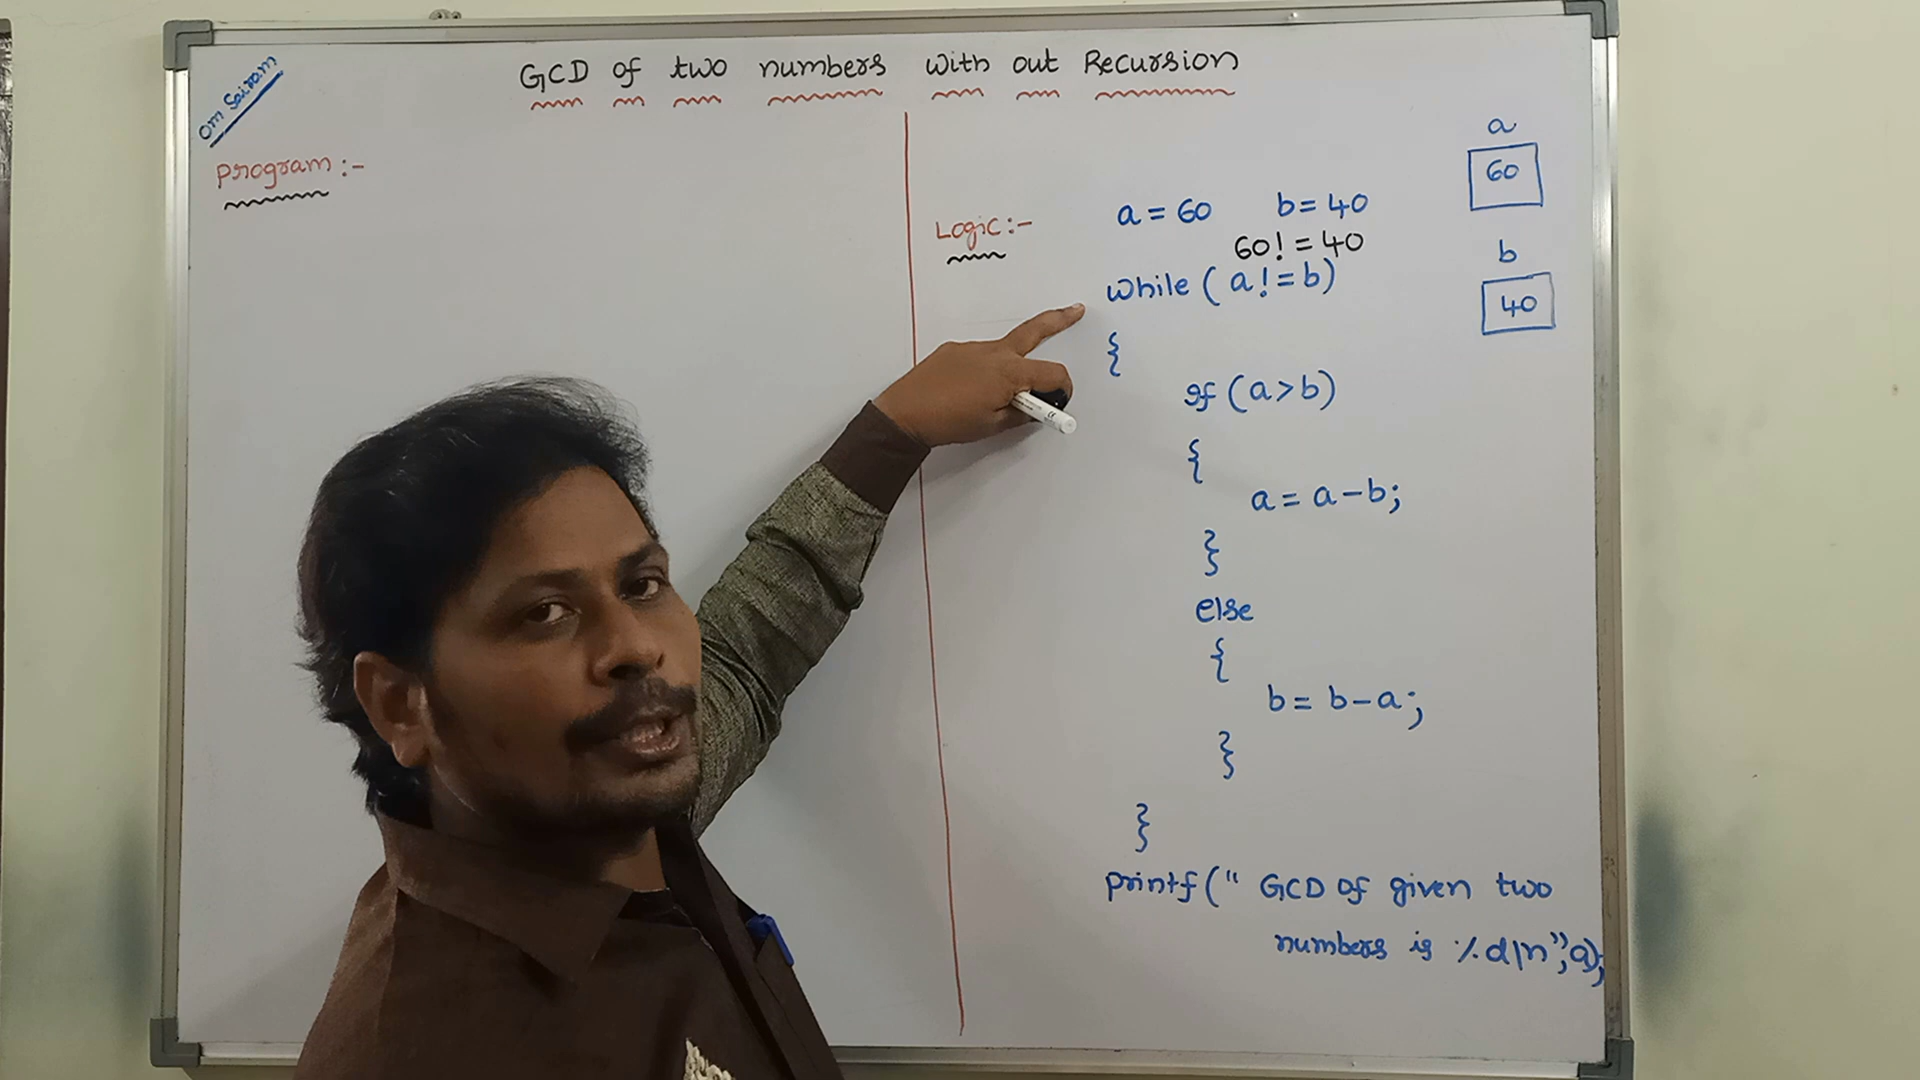 Om Sairam
GCD of two numbers with out Recursion
Program :-
Logic :-
a = 60 b = 40
60! = 40
while ( a! = b)
{
if (a > b)
{
a = a - b;
}
else
{
b = b - a;
}
}
printf (" GCD of given two
numbers is %d\n", a);
a
60
b
40